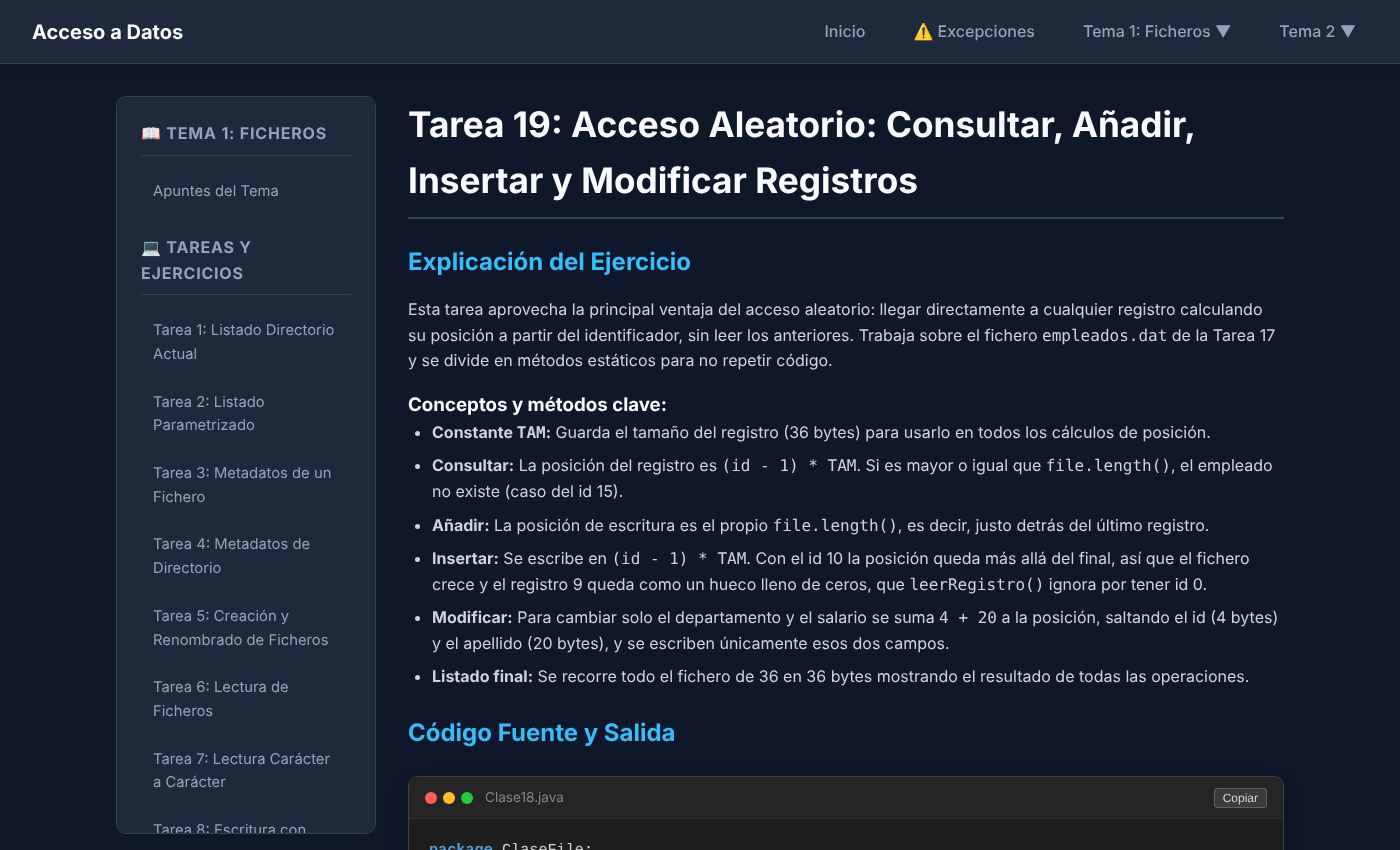 Acceso a Datos
Inicio
⚠️ Excepciones
Tema 1: Ficheros ▼
Tema 2 ▼
📖 TEMA 1: FICHEROS
Apuntes del Tema
💻 TAREAS Y
EJERCICIOS
Tarea 1: Listado Directorio
Actual
Tarea 2: Listado
Parametrizado
Tarea 3: Metadatos de un
Fichero
Tarea 4: Metadatos de
Directorio
Tarea 5: Creación y
Renombrado de Ficheros
Tarea 6: Lectura de
Ficheros
Tarea 7: Lectura Carácter
a Carácter
Tarea 8: Escritura con
Tarea 19: Acceso Aleatorio: Consultar, Añadir,
Insertar y Modificar Registros
Explicación del Ejercicio
Esta tarea aprovecha la principal ventaja del acceso aleatorio: llegar directamente a cualquier registro calculando
su posición a partir del identificador, sin leer los anteriores. Trabaja sobre el fichero empleados.dat de la Tarea 17
y se divide en métodos estáticos para no repetir código.
Conceptos y métodos clave:
• Constante TAM: Guarda el tamaño del registro (36 bytes) para usarlo en todos los cálculos de posición.
• Consultar: La posición del registro es (id - 1) * TAM. Si es mayor o igual que file.length(), el empleado
no existe (caso del id 15).
• Añadir: La posición de escritura es el propio file.length(), es decir, justo detrás del último registro.
• Insertar: Se escribe en (id - 1) * TAM. Con el id 10 la posición queda más allá del final, así que el fichero
crece y el registro 9 queda como un hueco lleno de ceros, que leerRegistro() ignora por tener id 0.
• Modificar: Para cambiar solo el departamento y el salario se suma 4 + 20 a la posición, saltando el id (4 bytes)
y el apellido (20 bytes), y se escriben únicamente esos dos campos.
• Listado final: Se recorre todo el fichero de 36 en 36 bytes mostrando el resultado de todas las operaciones.
Código Fuente y Salida
Clase18.java
Copiar
package ClaseFile;